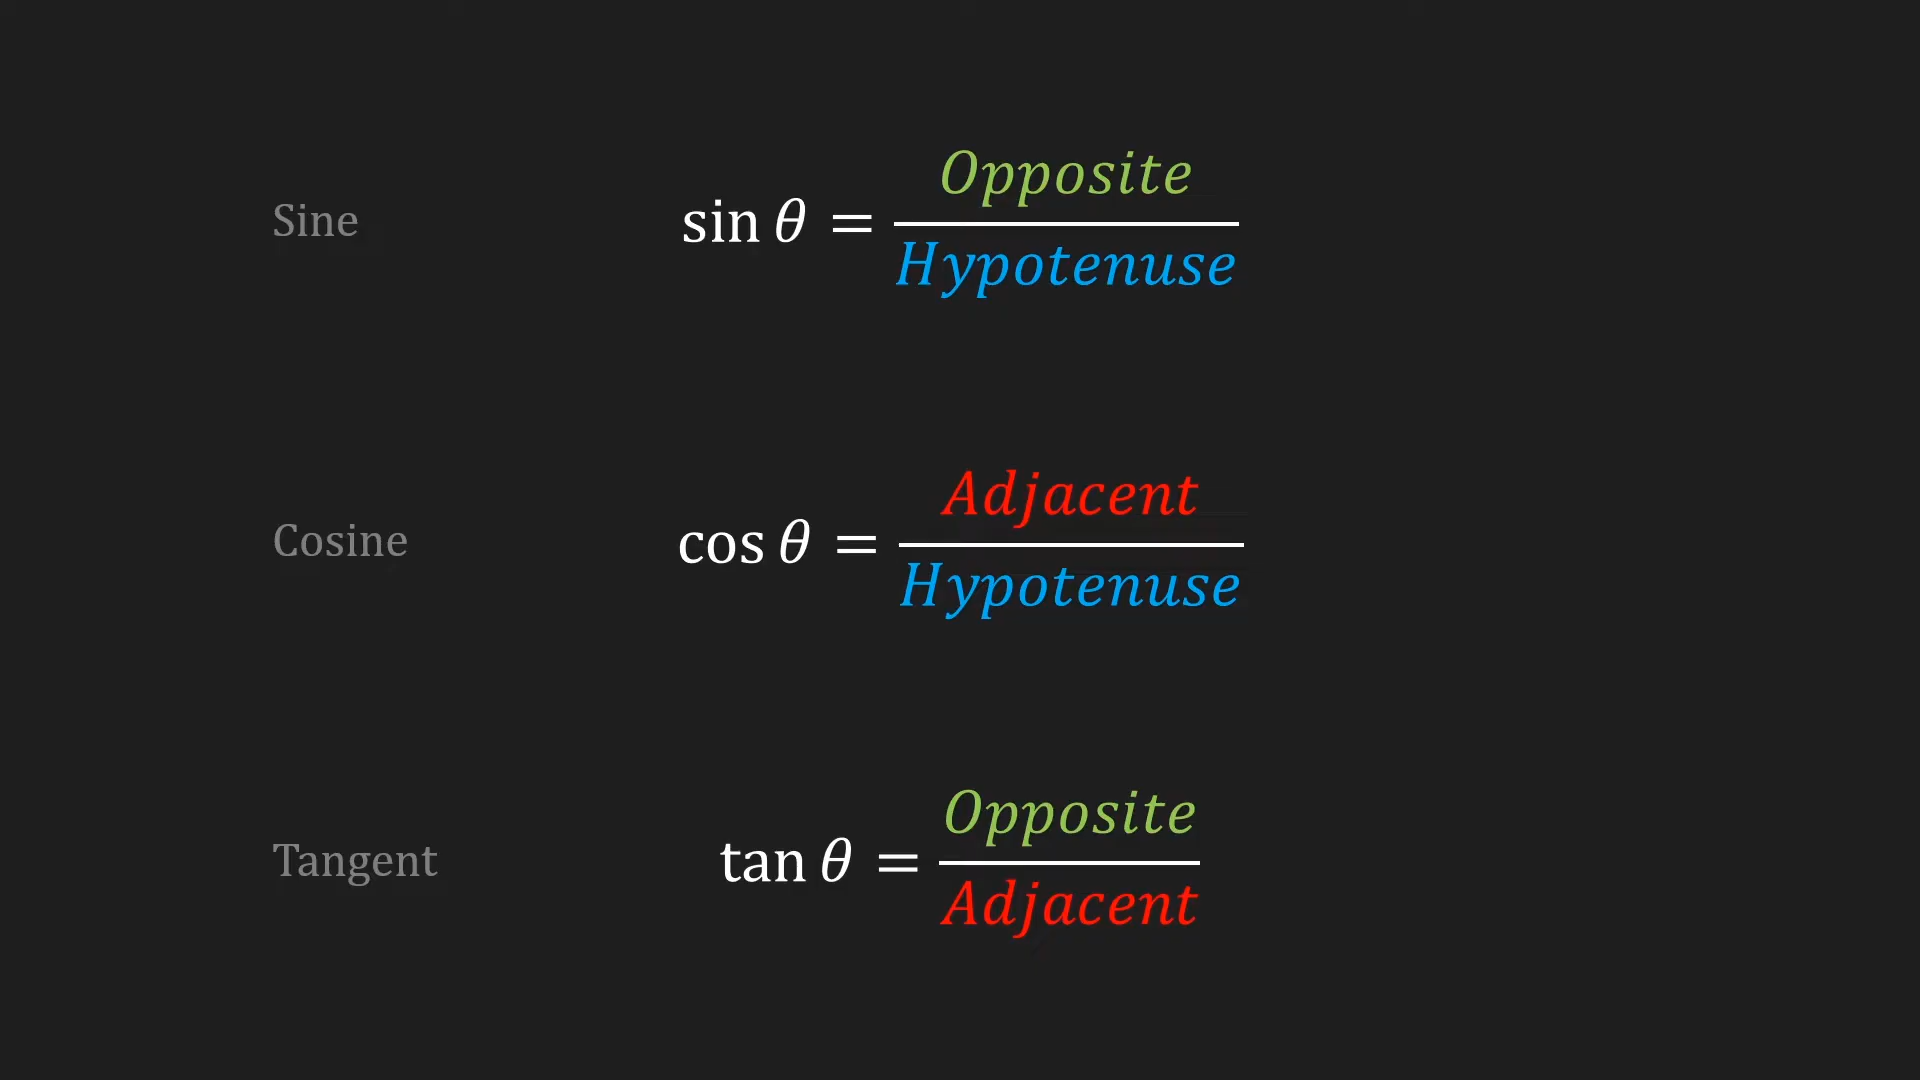 Sine
sin θ = Opposite / Hypotenuse
Cosine
cos θ = Adjacent / Hypotenuse
Tangent
tan θ = Opposite / Adjacent